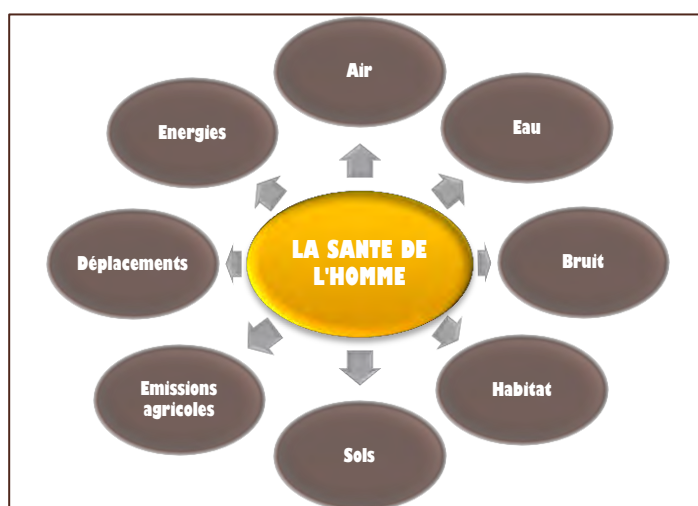 Air
Eau
Bruit
Habitat
Sols
Emissions
agricoles
Déplacements
Energies
LA SANTE DE
L'HOMME